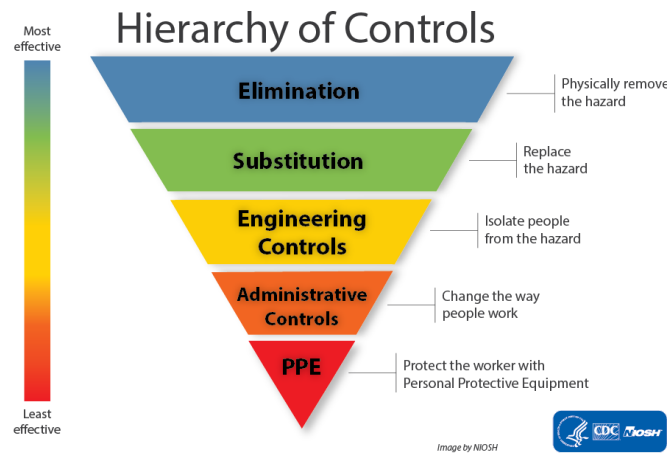 Hierarchy of Controls
Most
effective
Elimination
Physically remove
the hazard
Substitution
Replace
the hazard
Engineering
Controls
Isolate people
from the hazard
Administrative
Controls
Change the way
people work
PPE
Protect the worker with
Personal Protective Equipment
Least
effective
Image by NIOSH
CDC
NIOSH